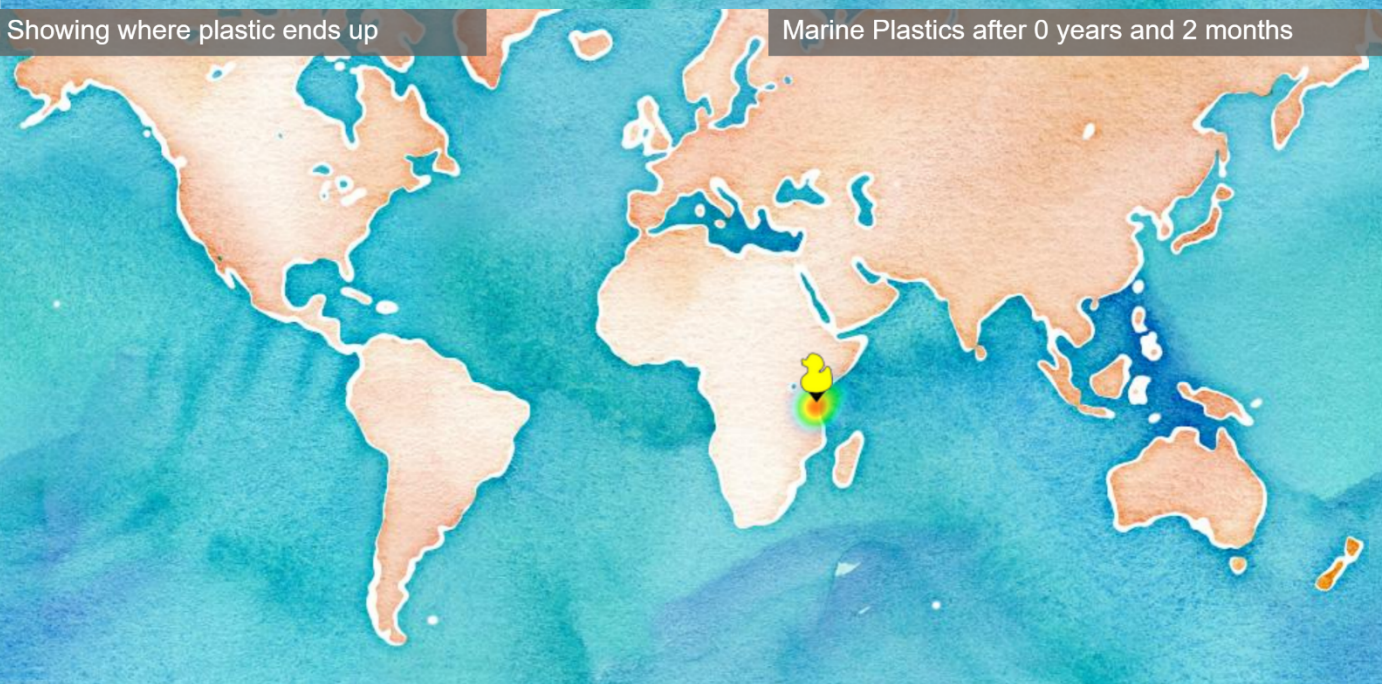 Showing where plastic ends up
Marine Plastics after 0 years and 2 months